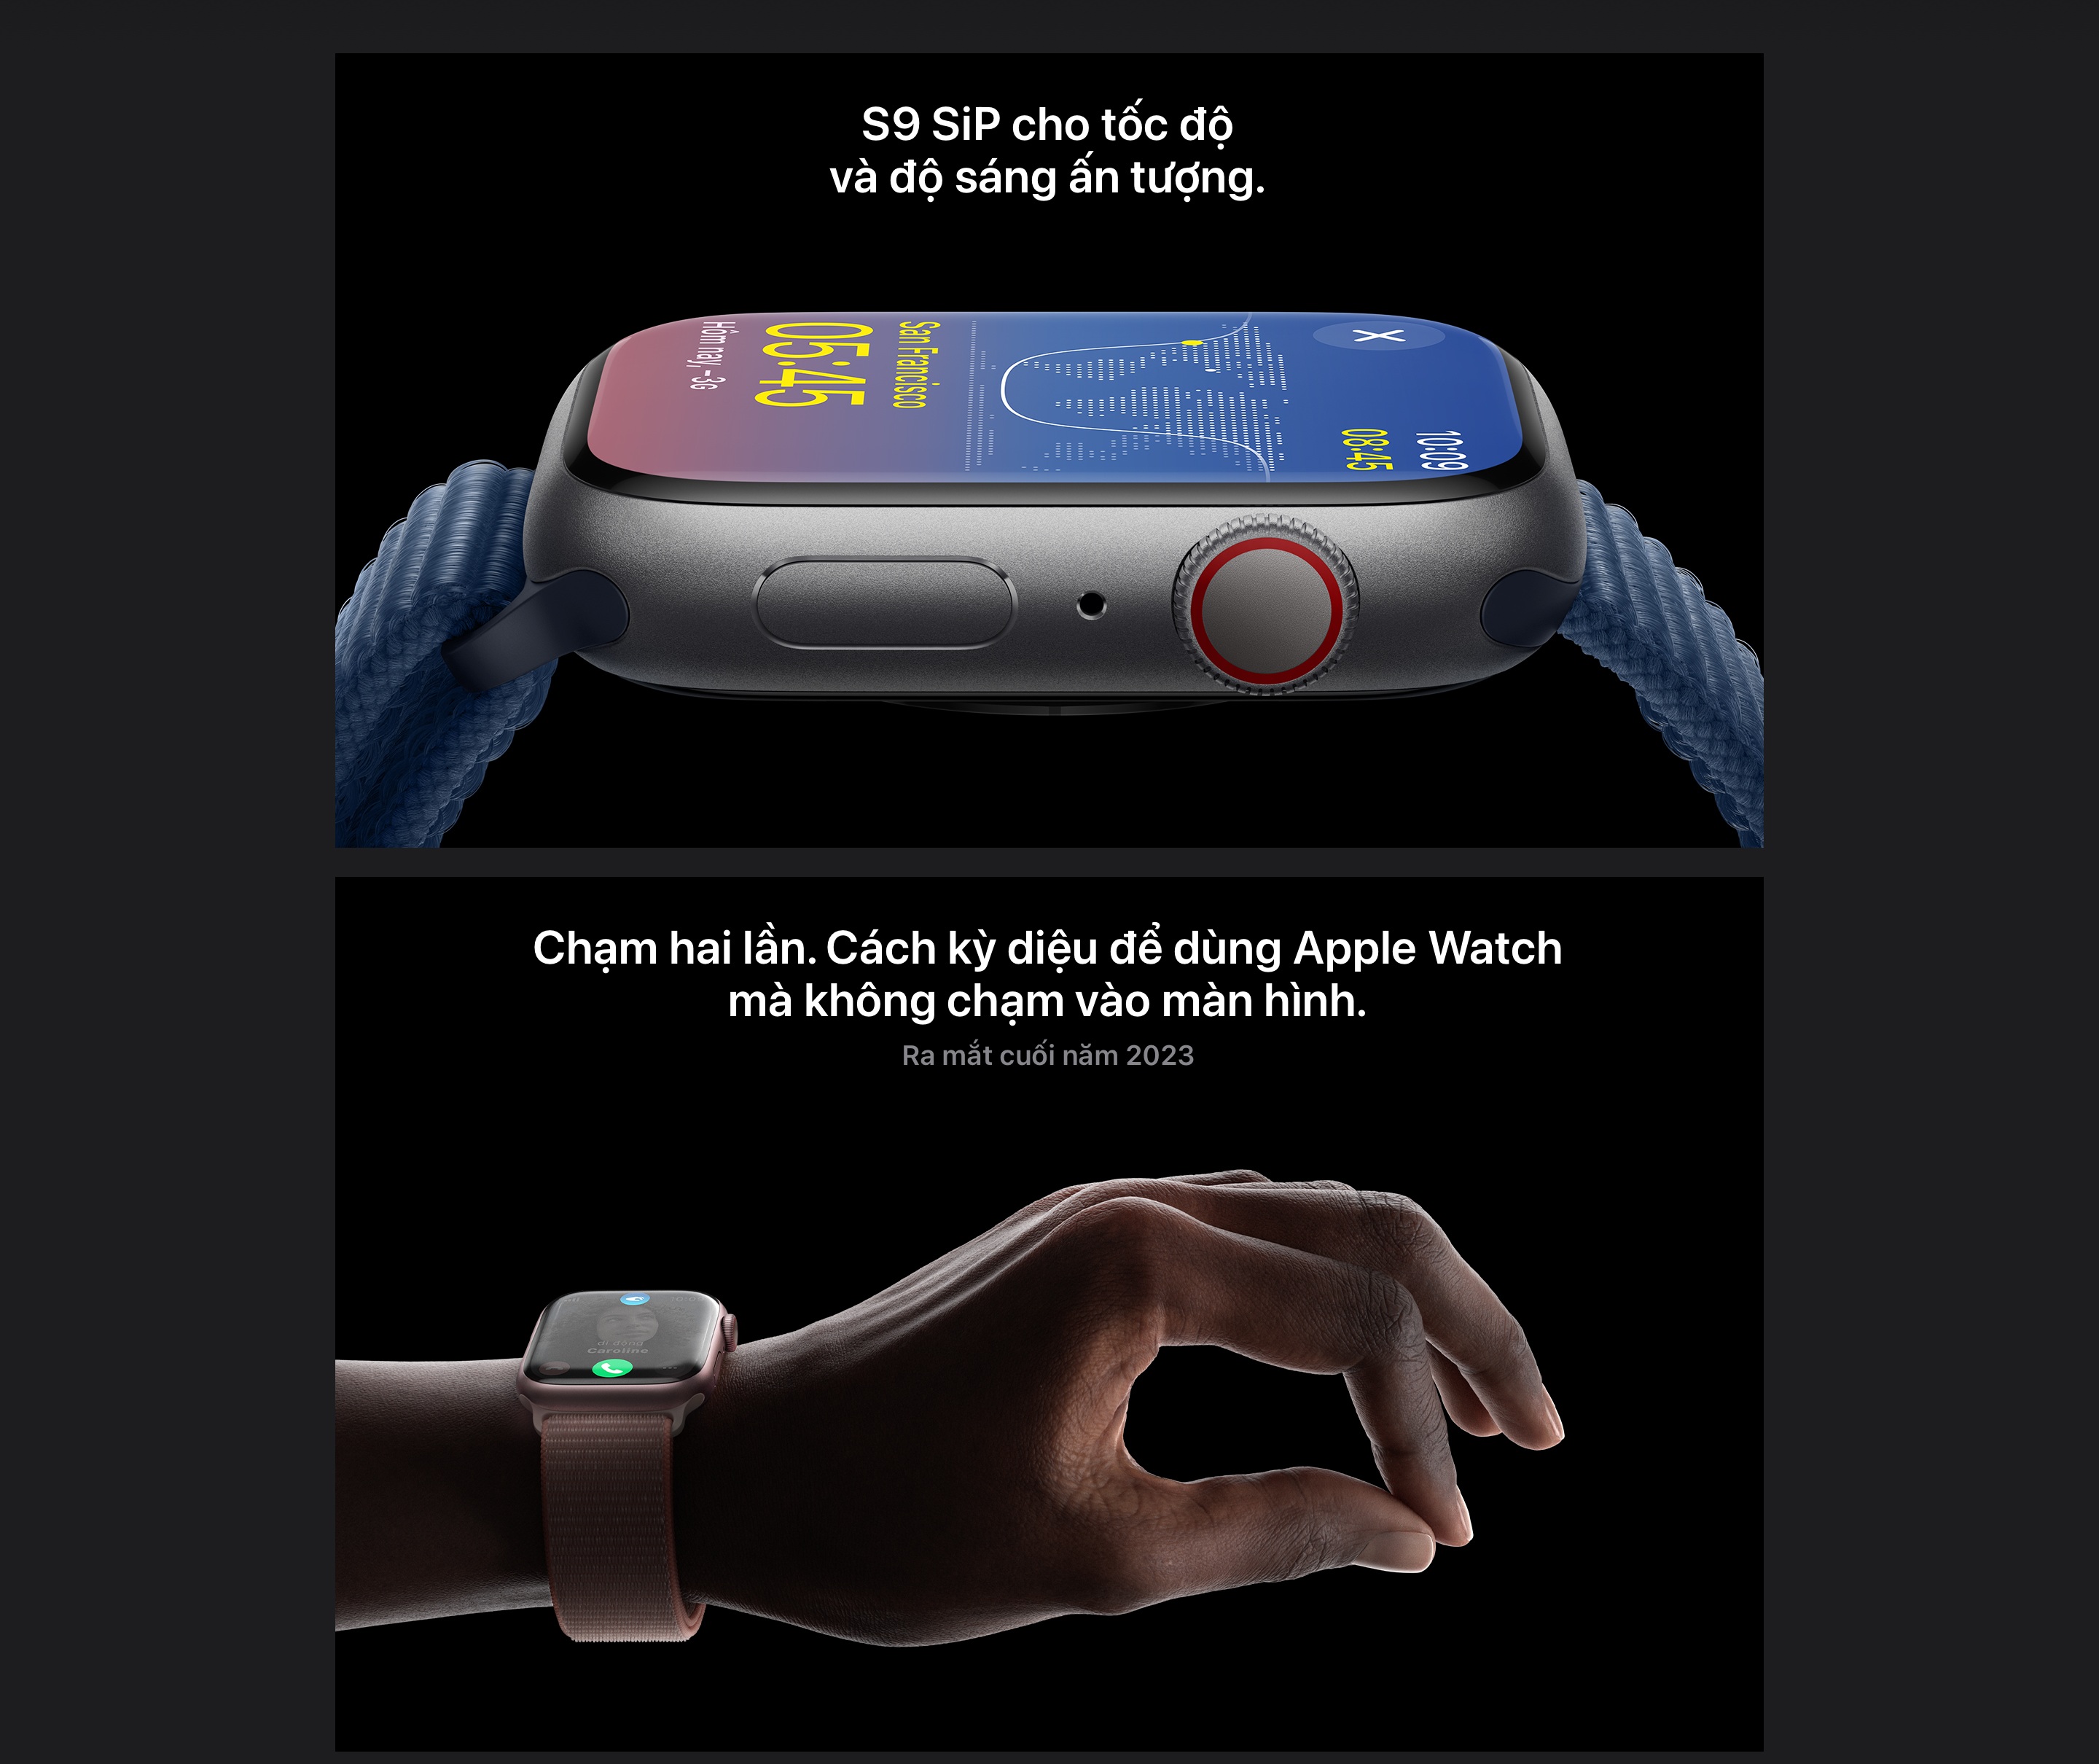 S9 SiP cho tốc độ
và độ sáng ấn tượng.
10:09
08:45
San Francisco
05:45
Hôm nay, -3G
Chạm hai lần. Cách kỳ diệu để dùng Apple Watch
mà không chạm vào màn hình.
Ra mắt cuối năm 2023
di động
Caroline